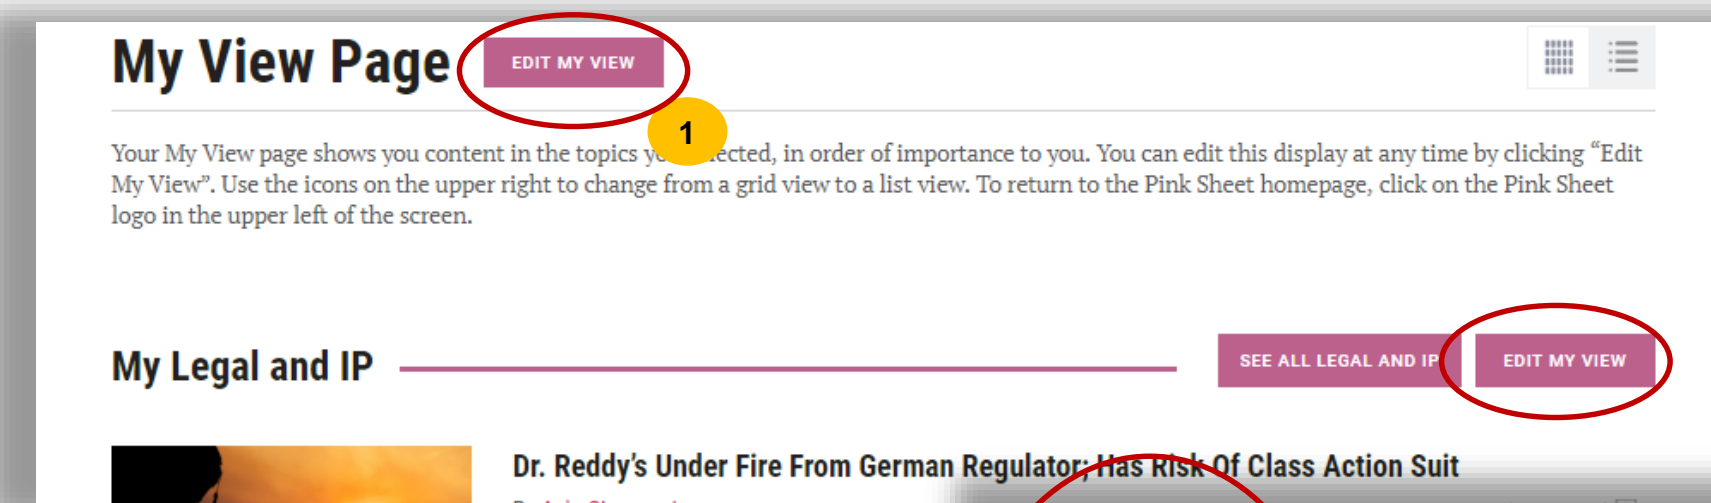 My View Page
EDIT MY VIEW
1
Your My View page shows you content in the topics ected, in order of importance to you. You can edit this display at any time by clicking “Edit
My View”. Use the icons on the upper right to change from a grid view to a list view. To return to the Pink Sheet homepage, click on the Pink Sheet
logo in the upper left of the screen.
My Legal and IP
SEE ALL LEGAL AND IP
EDIT MY VIEW
Dr. Reddy’s Under Fire From German Regulator; Has Risk Of Class Action Suit